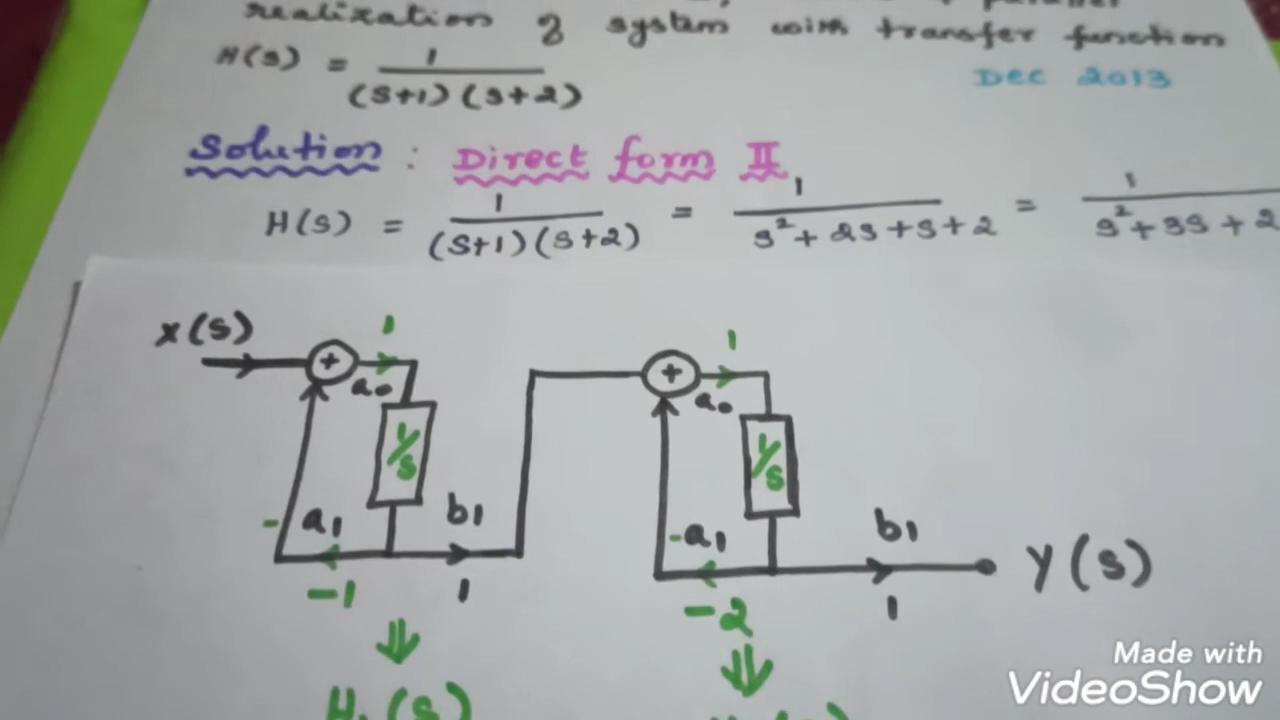 realization of system with transfer function
H(s) = 1 / (s+1)(s+2)
Dec 2013
Solution : Direct form II
H(s) = 1 / (s+1)(s+2) = 1 / s²+2s+s+2 = 1 / s²+3s+2
x(s) + 1 a0 + 1 a0
1/s 1/s
- a1 b1 -a1 b1 Y(s)
-1 1 -2 1
⇓ ⇓
H1(s)
Made with
VideoShow